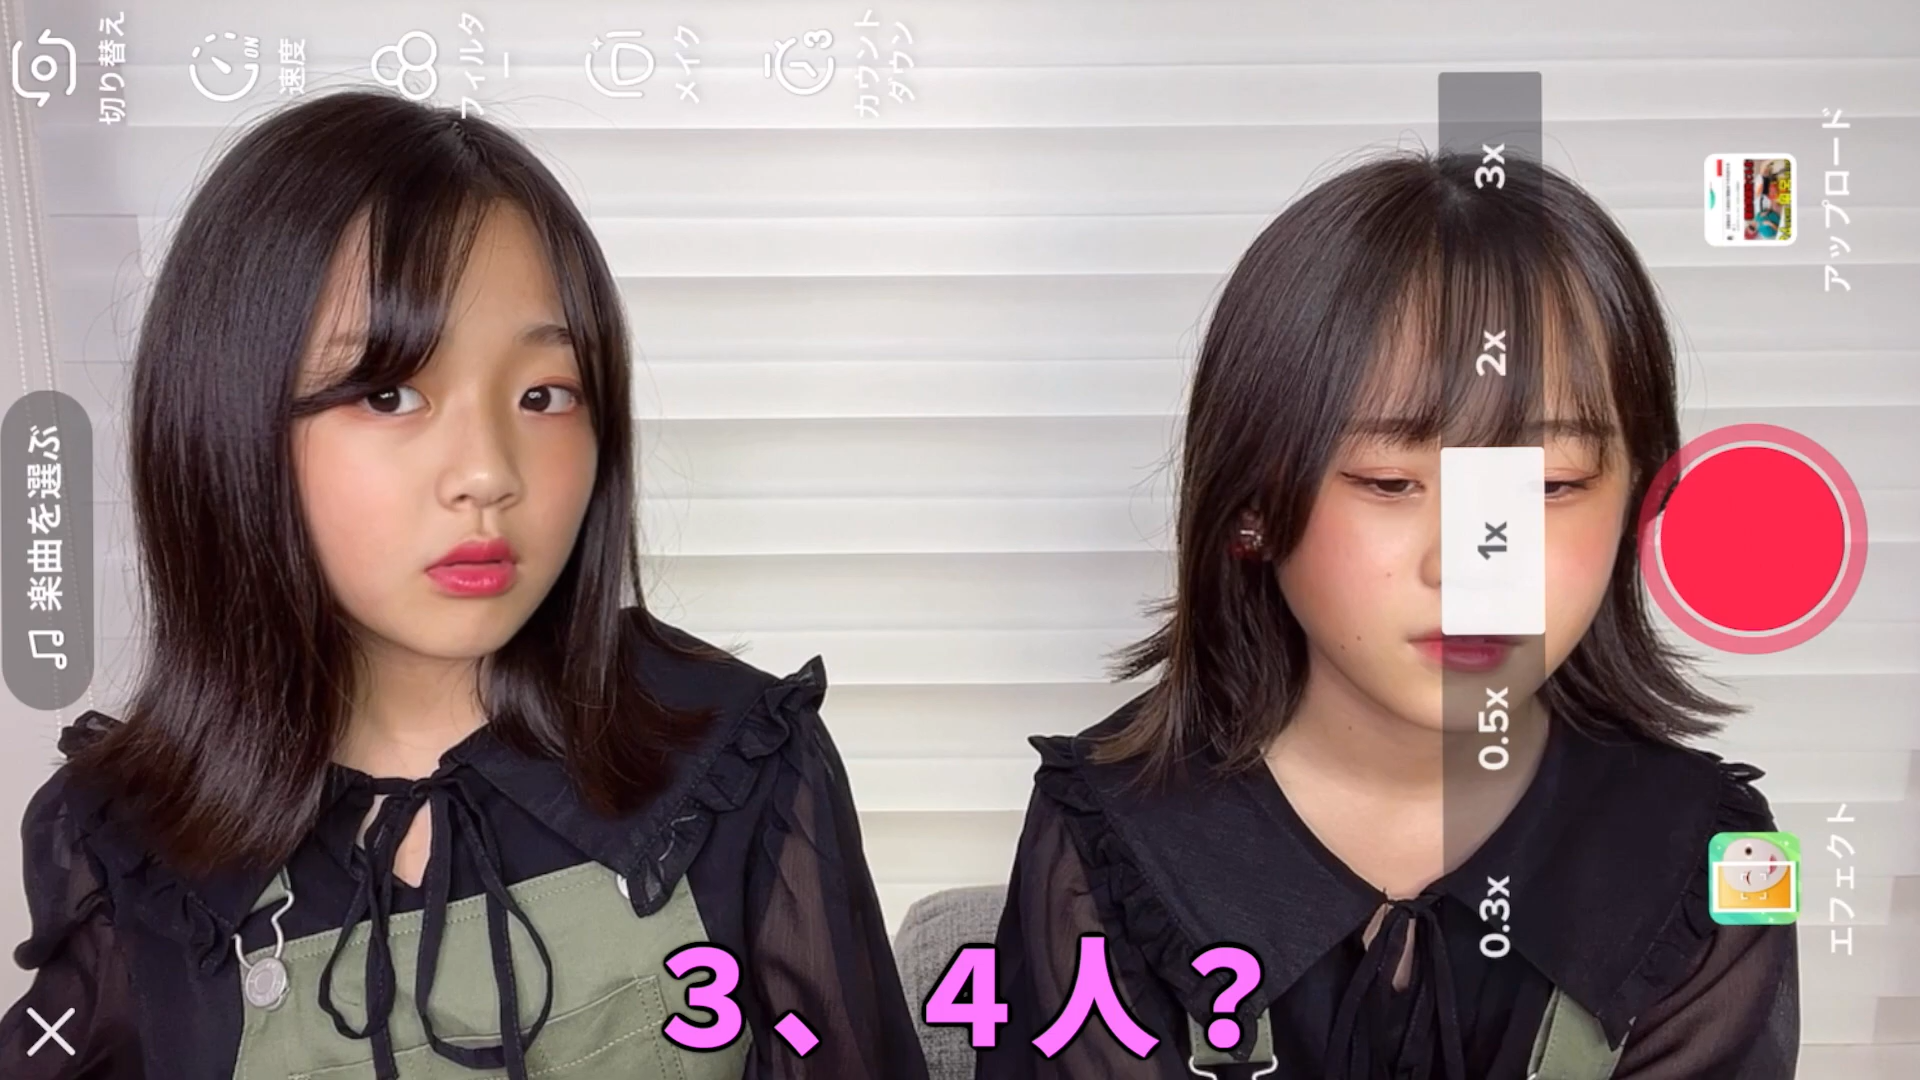 切り替え
速度
ON
フィルタ
ー
メイク
カウント
ダウン
3
楽曲を選ぶ
3x
2x
1x
0.5x
0.3x
アップロード
エフェクト
3、4人？